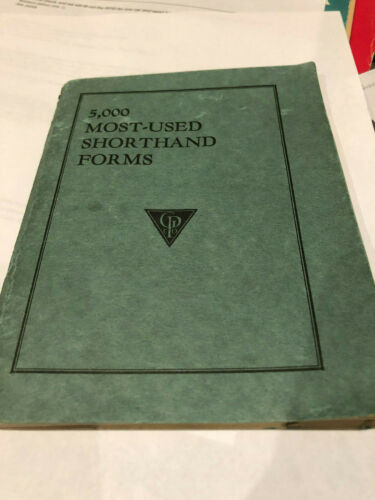 5,000
MOST-USED
SHORTHAND
FORMS